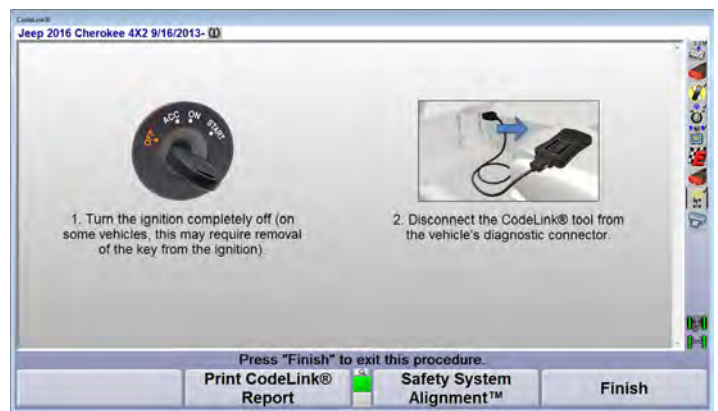 CodeLink®
Jeep 2016 Cherokee 4X2 9/16/2013-
OFF ACC ON START
1. Turn the ignition completely off (on
some vehicles, this may require removal
of the key from the ignition).
2. Disconnect the CodeLink® tool from
the vehicle's diagnostic connector.
Press "Finish" to exit this procedure.
Print CodeLink®
Report
Safety System
Alignment™
Finish